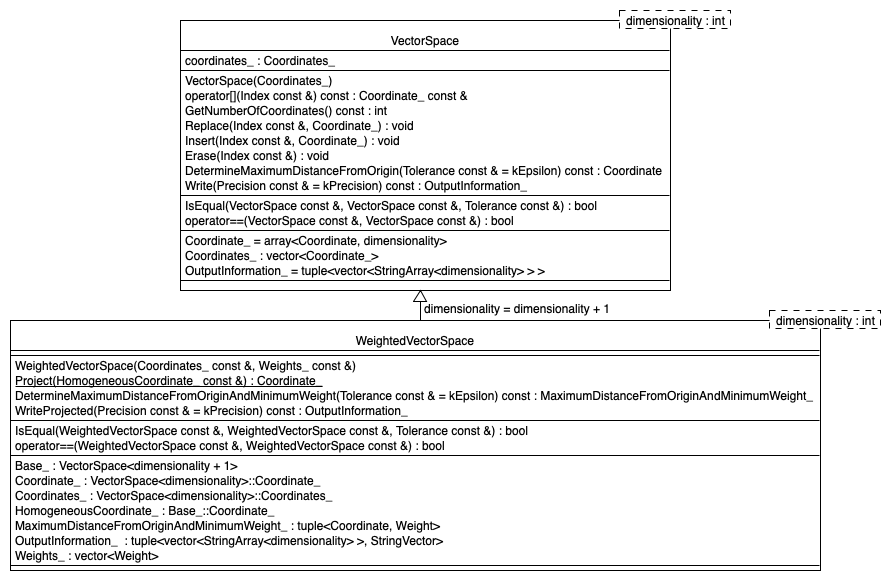 dimensionality : int
VectorSpace
coordinates_ : Coordinates_
VectorSpace(Coordinates_)
operator[](Index const &) const : Coordinate_ const &
GetNumberOfCoordinates() const : int
Replace(Index const &, Coordinate_) : void
Insert(Index const &, Coordinate_) : void
Erase(Index const &) : void
DetermineMaximumDistanceFromOrigin(Tolerance const & = kEpsilon) const : Coordinate
Write(Precision const & = kPrecision) const : OutputInformation_
IsEqual(VectorSpace const &, VectorSpace const &, Tolerance const &) : bool
operator==(VectorSpace const &, VectorSpace const &) : bool
Coordinate_ = array<Coordinate, dimensionality>
Coordinates_ : vector<Coordinate_>
OutputInformation_ = tuple<vector<StringArray<dimensionality> > >
dimensionality = dimensionality + 1
dimensionality : int
WeightedVectorSpace
WeightedVectorSpace(Coordinates_ const &, Weights_ const &)
Project(HomogeneousCoordinate_ const &) : Coordinate_
DetermineMaximumDistanceFromOriginAndMinimumWeight(Tolerance const & = kEpsilon) const : MaximumDistanceFromOriginAndMinimumWeight_
WriteProjected(Precision const & = kPrecision) const : OutputInformation_
IsEqual(WeightedVectorSpace const &, WeightedVectorSpace const &, Tolerance const &) : bool
operator==(WeightedVectorSpace const &, WeightedVectorSpace const &) : bool
Base_ : VectorSpace<dimensionality + 1>
Coordinate_ : VectorSpace<dimensionality>::Coordinate_
Coordinates_ : VectorSpace<dimensionality>::Coordinates_
HomogeneousCoordinate_ : Base_::Coordinate_
MaximumDistanceFromOriginAndMinimumWeight_ : tuple<Coordinate, Weight>
OutputInformation_ : tuple<vector<StringArray<dimensionality> >, StringVector>
Weights_ : vector<Weight>